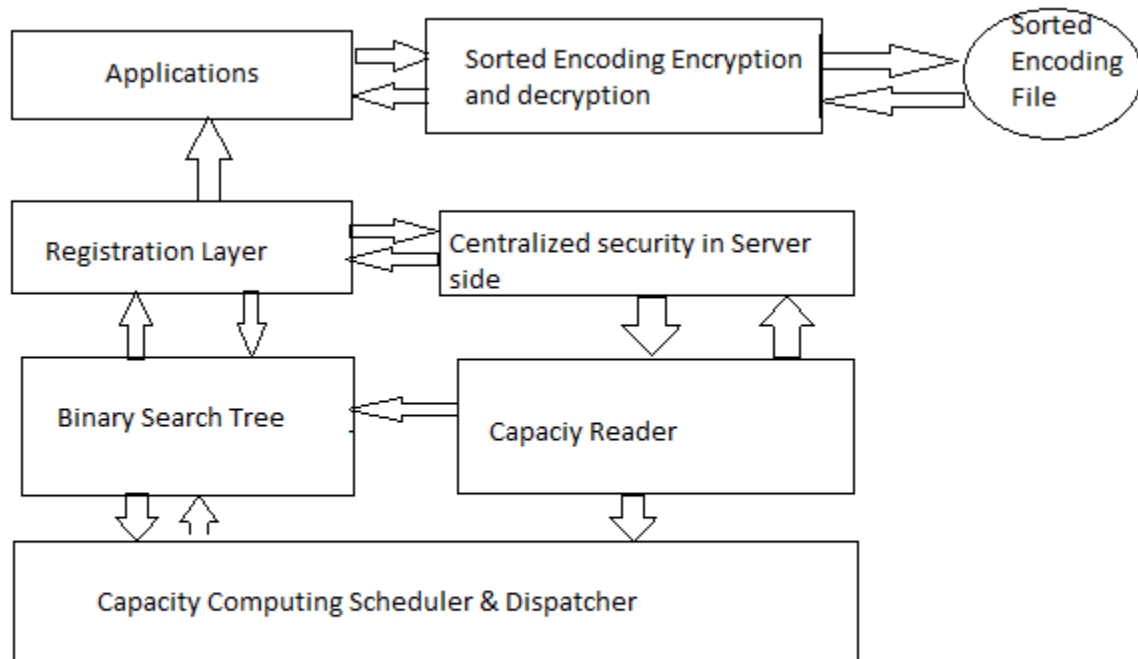 Applications
Sorted Encoding Encryption
and decryption
Sorted
Encoding
File
Registration Layer
Centralized security in Server
side
Binary Search Tree
Capaciy Reader
Capacity Computing Scheduler & Dispatcher